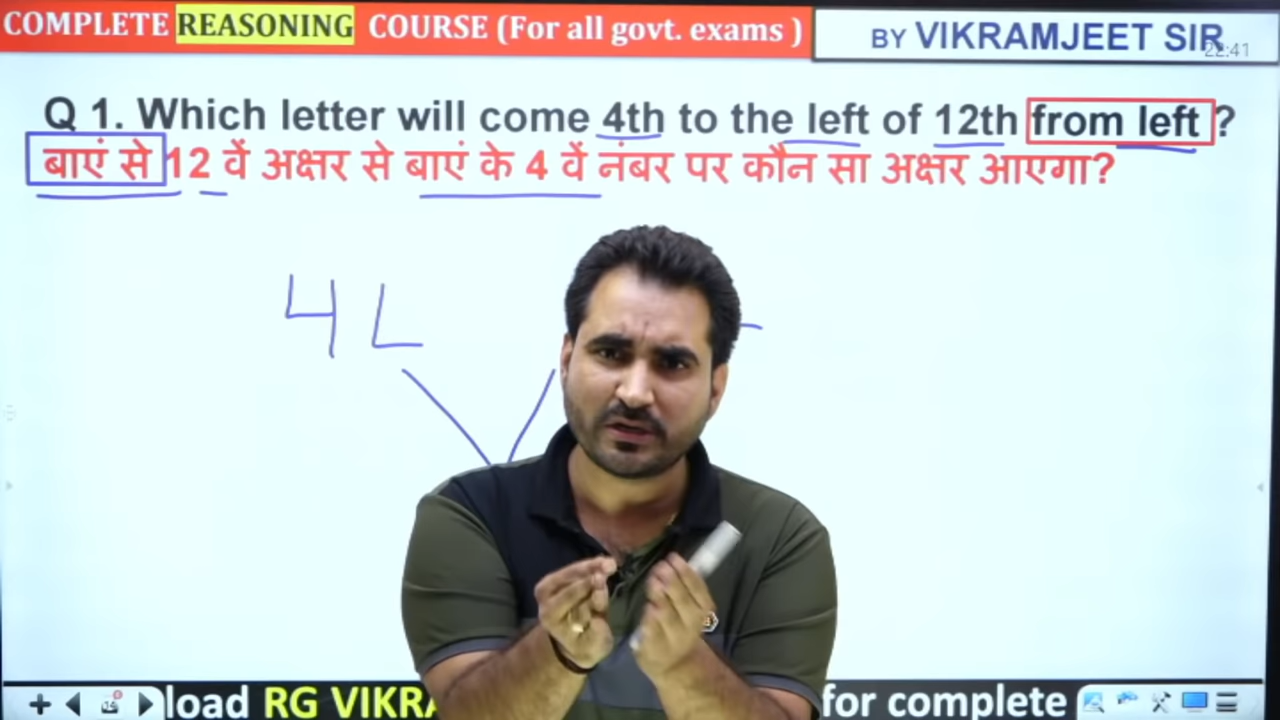 COMPLETE REASONING COURSE (For all govt. exams )
BY VIKRAMJEET SIR
22:41
Q 1. Which letter will come 4th to the left of 12th from left ?
बाएं से 12 वें अक्षर से बाएं के 4 वें नंबर पर कौन सा अक्षर आएगा?
4 L
load RG VIKRA for complete